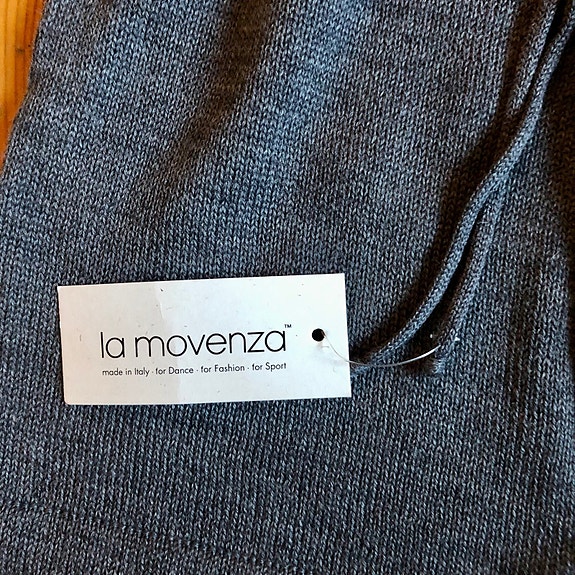 la movenza™
made in Italy · for Dance · for Fashion · for Sport